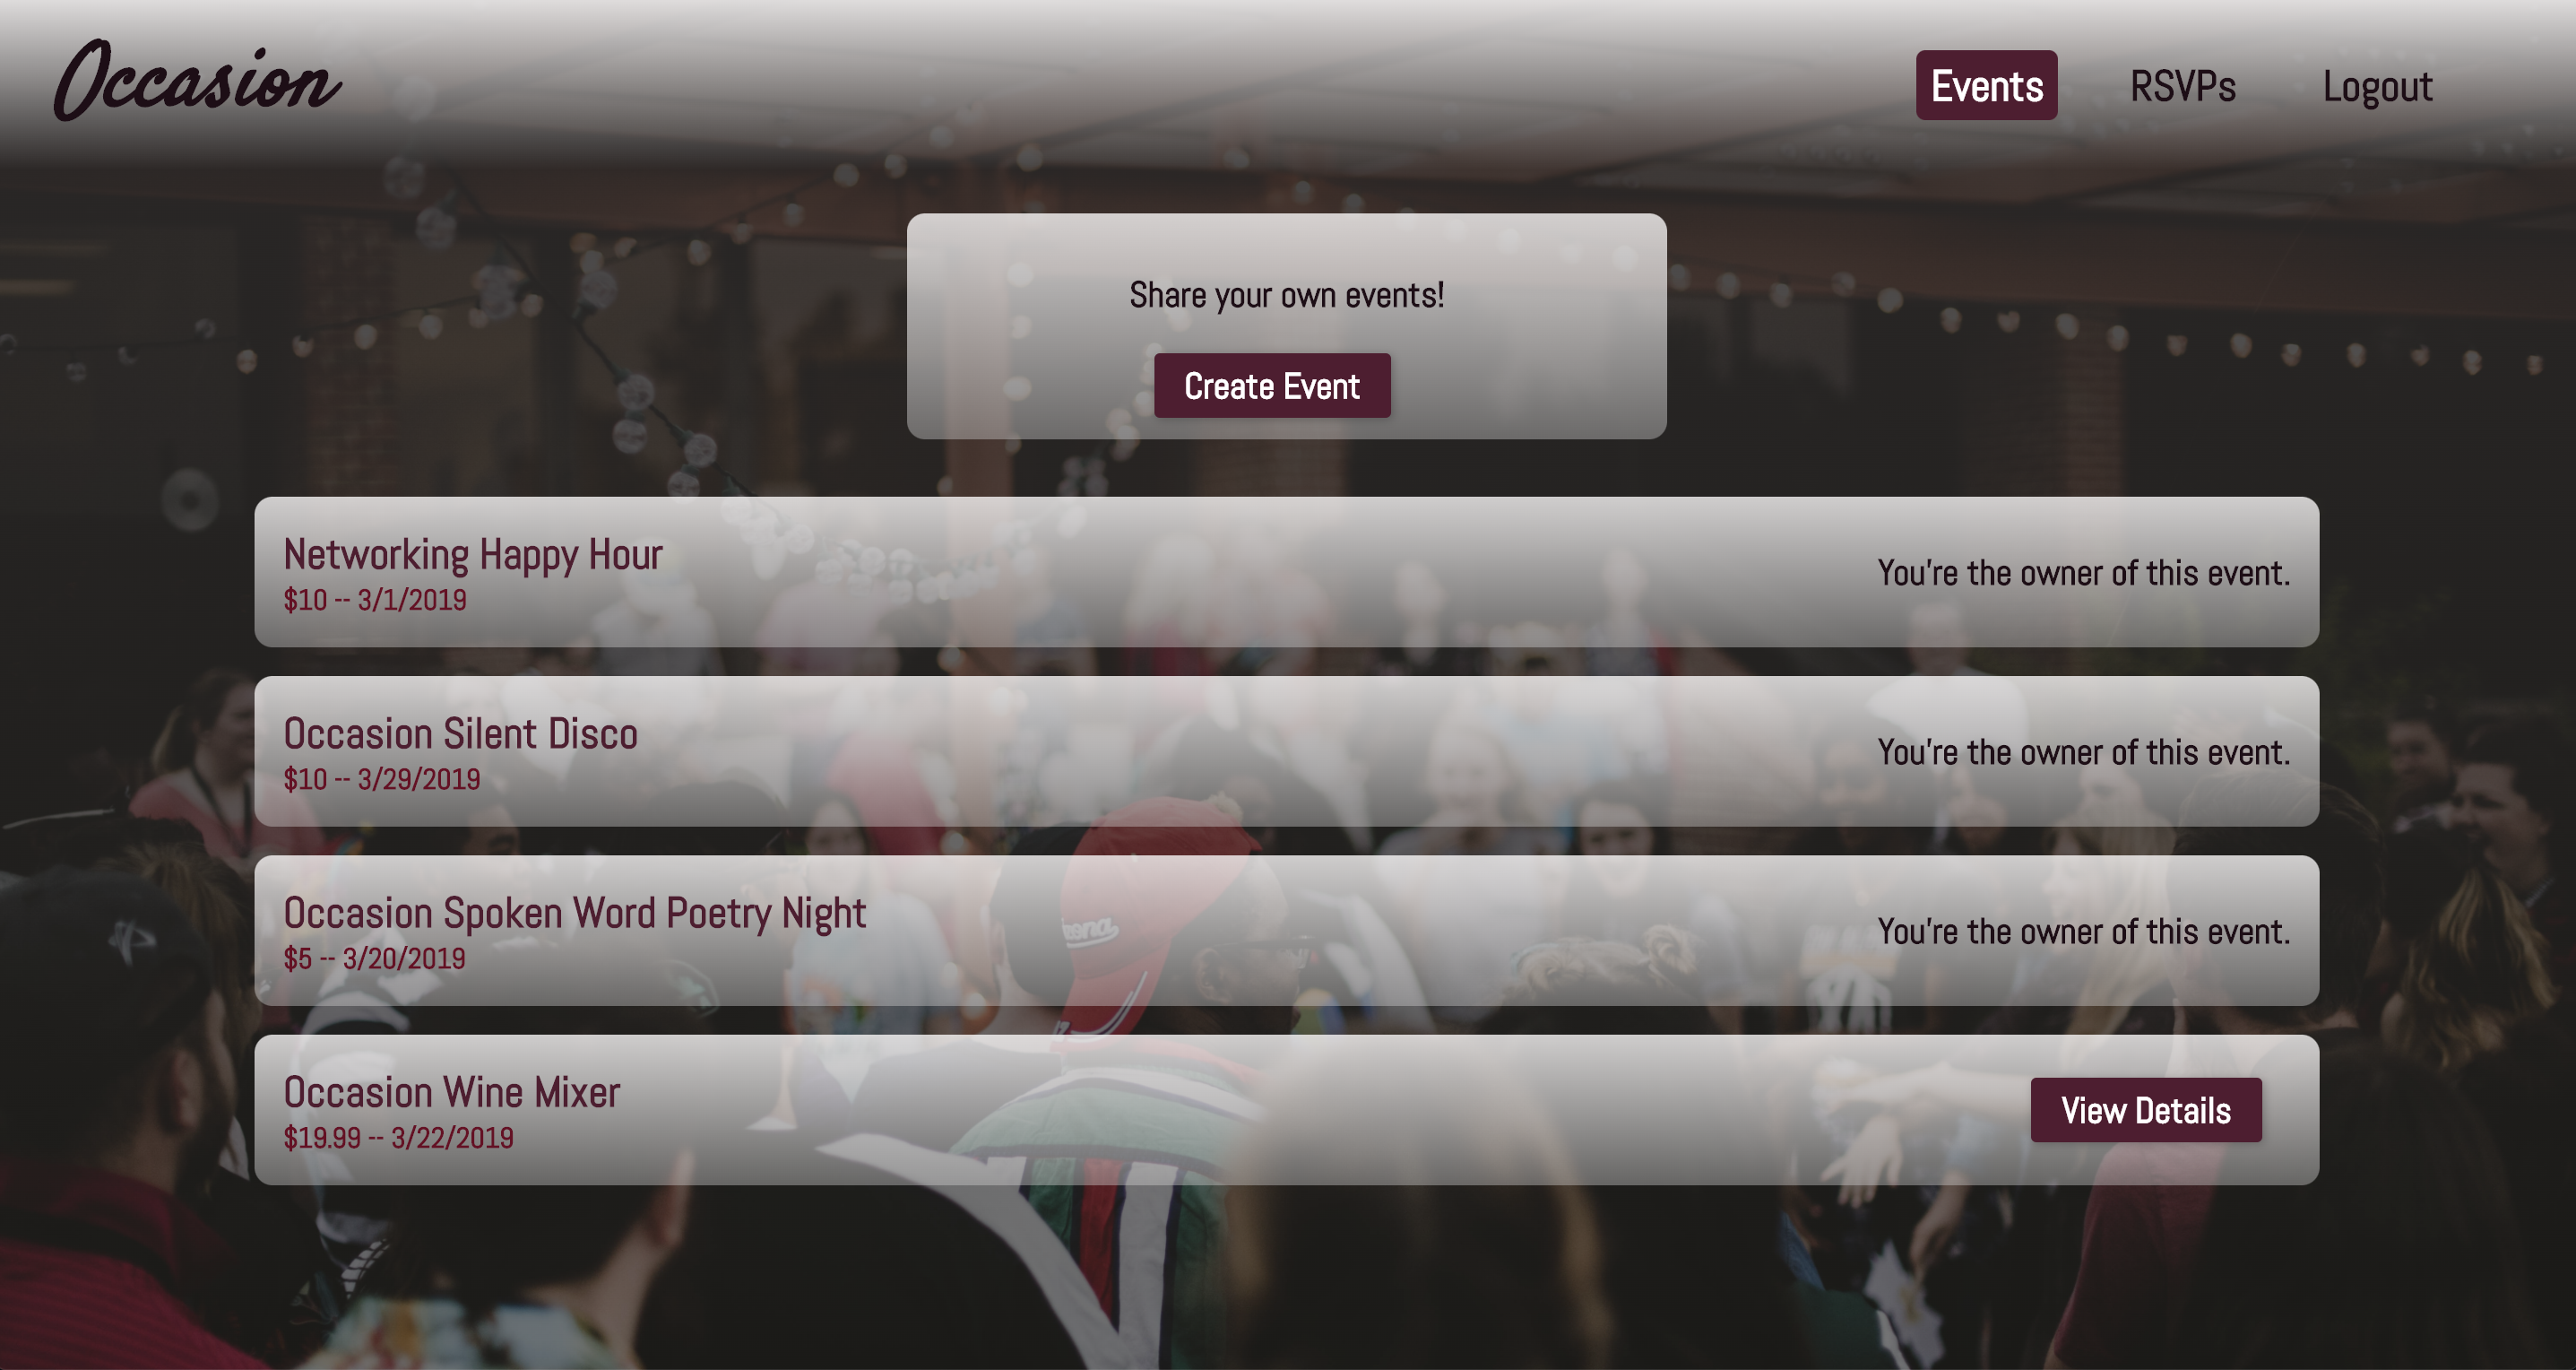 Occasion
Events RSVPs Logout
Share your own events!
Create Event
Networking Happy Hour
$10 -- 3/1/2019
You're the owner of this event.
Occasion Silent Disco
$10 -- 3/29/2019
You're the owner of this event.
Occasion Spoken Word Poetry Night
$5 -- 3/20/2019
You're the owner of this event.
Occasion Wine Mixer
$19.99 -- 3/22/2019
View Details